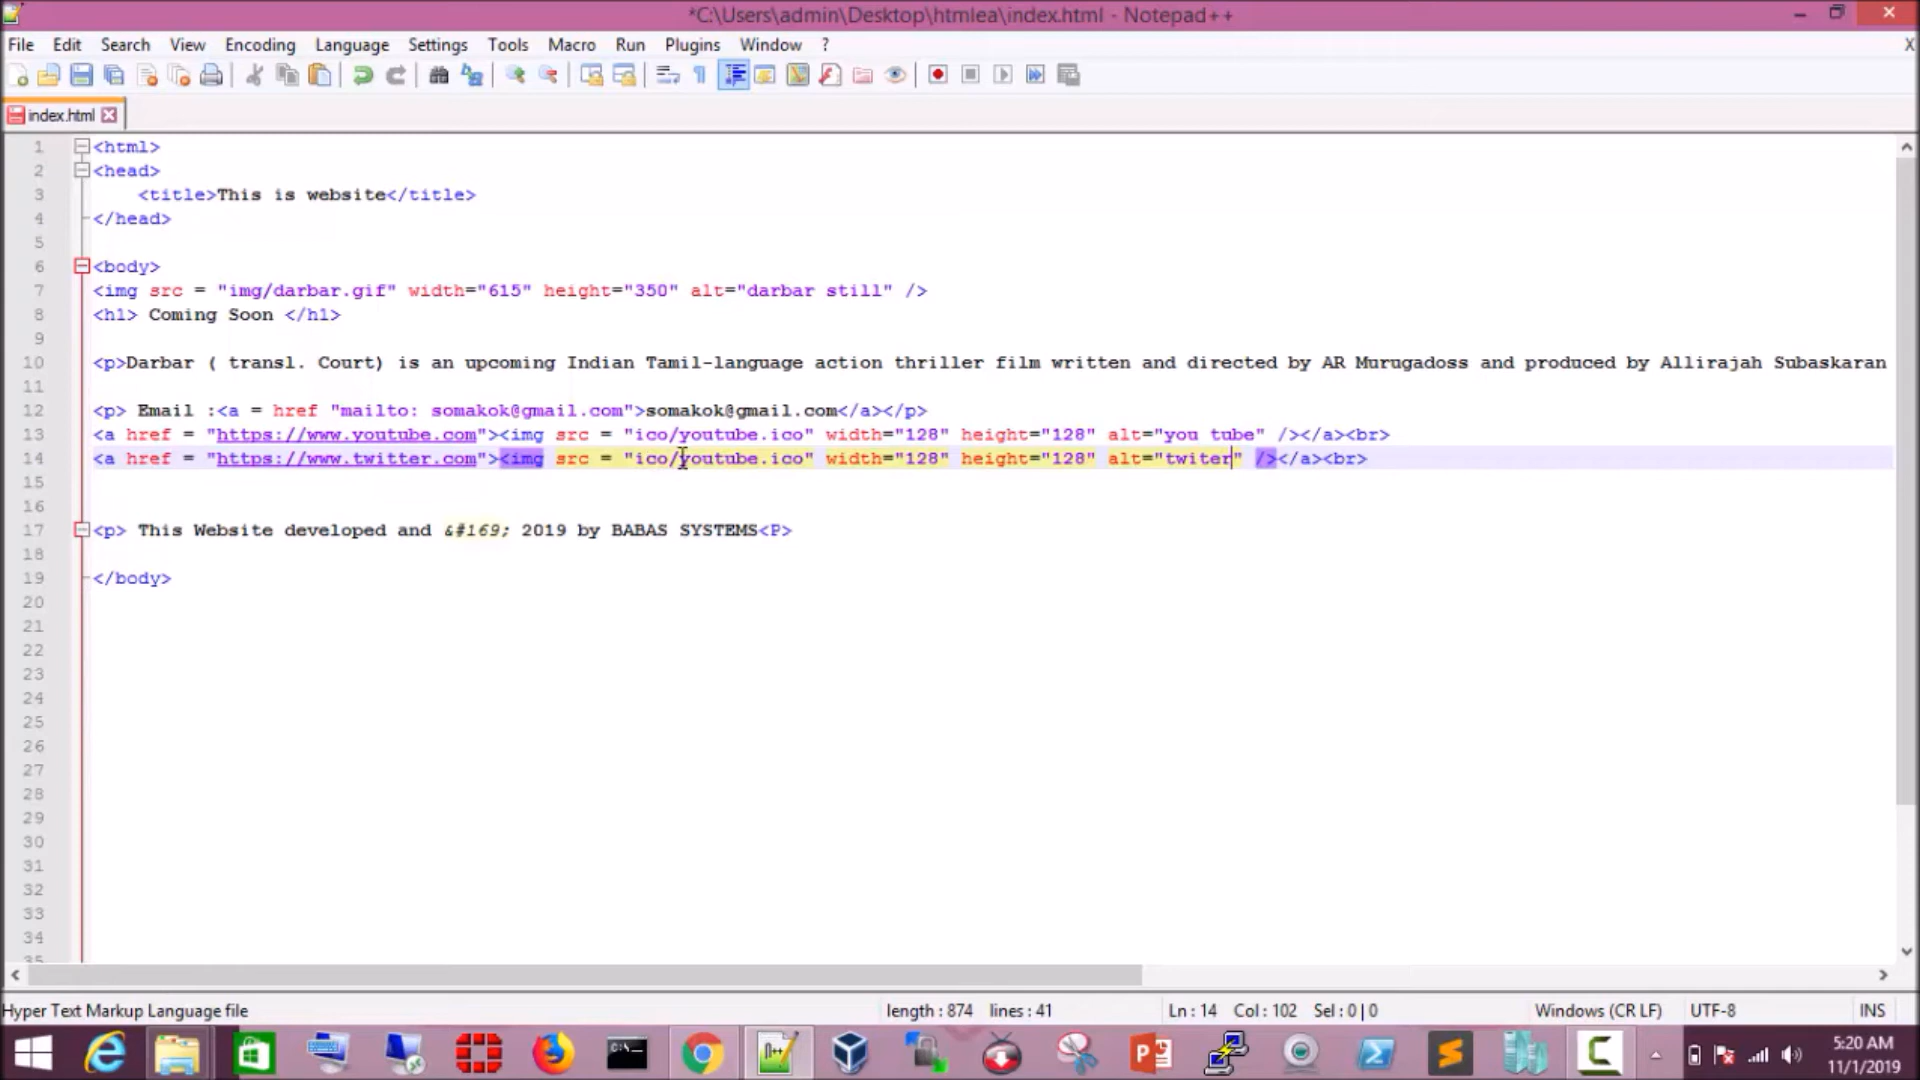 *C:\Users\admin\Desktop\htmlea\index.html - Notepad++
File Edit Search View Encoding Language Settings Tools Macro Run Plugins Window ? X
index.html
1 <html>
2 <head>
3 <title>This is website</title>
4 </head>
5
6 <body>
7 <img src = "img/darbar.gif" width="615" height="350" alt="darbar still" />
8 <h1> Coming Soon </h1>
9
10 <p>Darbar ( transl. Court) is an upcoming Indian Tamil-language action thriller film written and directed by AR Murugadoss and produced by Allirajah Subaskaran
11
12 <p> Email :<a = href "mailto: somakok@gmail.com">somakok@gmail.com</a></p>
13 <a href = "https://www.youtube.com"><img src = "ico/youtube.ico" width="128" height="128" alt="you tube" /></a><br>
14 <a href = "https://www.twitter.com"><img src = "ico/youtube.ico" width="128" height="128" alt="twiter" /></a><br>
15
16
17 <p> This Website developed and &#169; 2019 by BABAS SYSTEMS<P>
18
19 </body>
20
21
22
23
24
25
26
27
28
29
30
31
32
33
34
35
Hyper Text Markup Language file length : 874 lines : 41 Ln : 14 Col : 102 Sel : 0 | 0 Windows (CR LF) UTF-8 INS
5:20 AM
11/1/2019